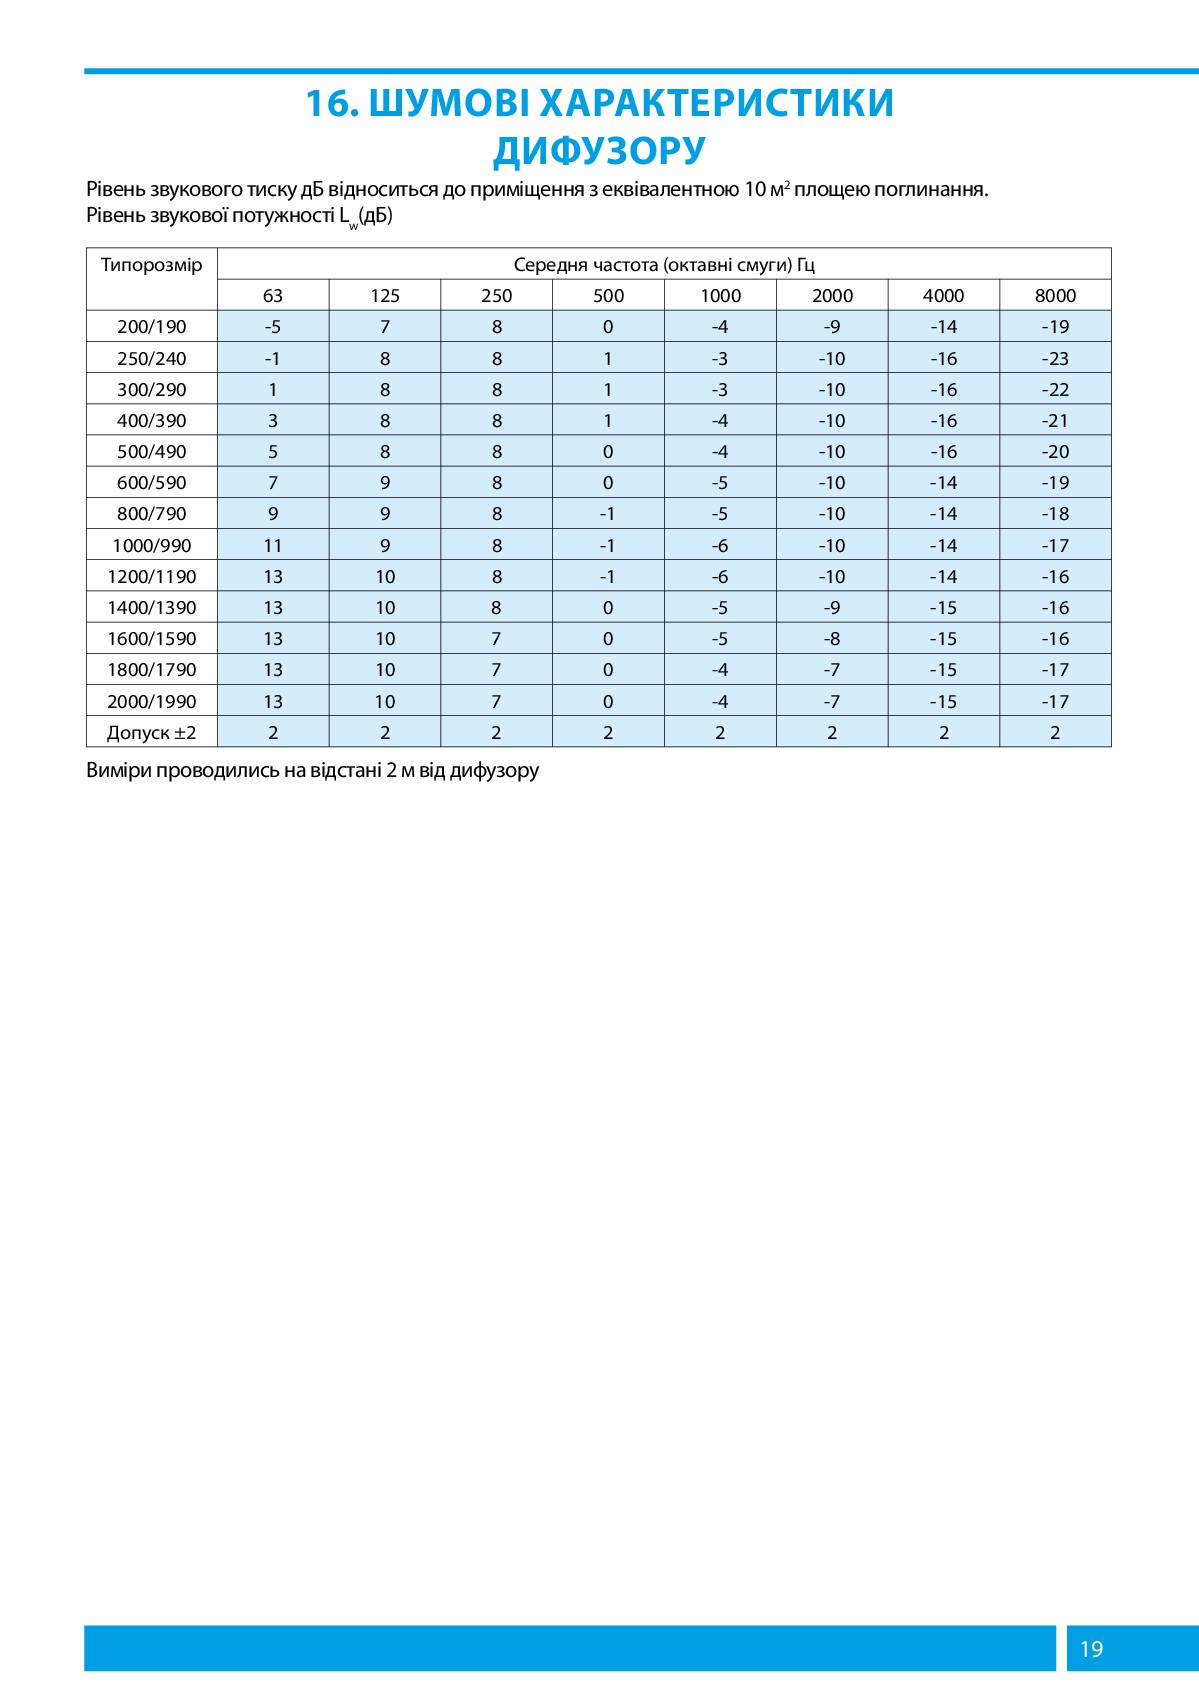 16. ШУМОВІ ХАРАКТЕРИСТИКИ
ДИФУЗОРУ
Рівень звукового тиску дБ відноситься до приміщення з еквівалентною 10 м² площею поглинання.
Рівень звукової потужності Lw(дБ)
Типорозмір Середня частота (октавні смуги) Гц
63 125 250 500 1000 2000 4000 8000
200/190 -5 7 8 0 -4 -9 -14 -19
250/240 -1 8 8 1 -3 -10 -16 -23
300/290 1 8 8 1 -3 -10 -16 -22
400/390 3 8 8 1 -4 -10 -16 -21
500/490 5 8 8 0 -4 -10 -16 -20
600/590 7 9 8 0 -5 -10 -14 -19
800/790 9 9 8 -1 -5 -10 -14 -18
1000/990 11 9 8 -1 -6 -10 -14 -17
1200/1190 13 10 8 -1 -6 -10 -14 -16
1400/1390 13 10 8 0 -5 -9 -15 -16
1600/1590 13 10 7 0 -5 -8 -15 -16
1800/1790 13 10 7 0 -4 -7 -15 -17
2000/1990 13 10 7 0 -4 -7 -15 -17
Допуск ±2 2 2 2 2 2 2 2 2
Виміри проводились на відстані 2 м від дифузору
19